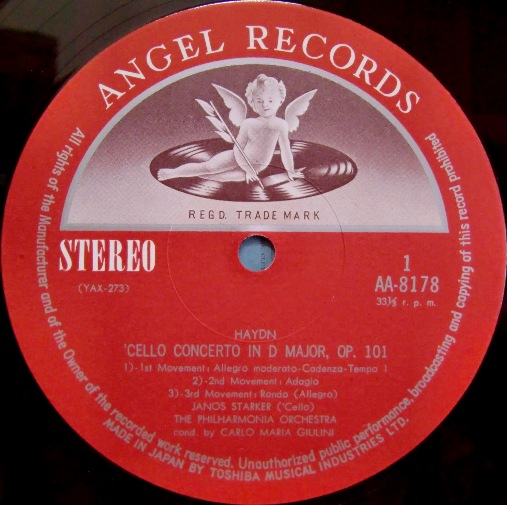 ANGEL RECORDS
REGD. TRADE MARK
STEREO
(YAX-273)
1
AA-8178
33⅓ r. p. m.
HAYDN
'CELLO CONCERTO IN D MAJOR, OP. 101
1)-1st Movement: Allegro moderato-Cadenza-Tempo 1
2)-2nd Movement: Adagio
3)-3rd Movement: Rondo (Allegro)
JANOS STARKER ('Cello)
THE PHILHARMONIA ORCHESTRA
cond. by CARLO MARIA GIULINI
All rights of the Manufacturer and of the Owner of the recorded work reserved. Unauthorized public performance, broadcasting and copying of this record prohibited
MADE IN JAPAN BY TOSHIBA MUSICAL INDUSTRIES LTD.